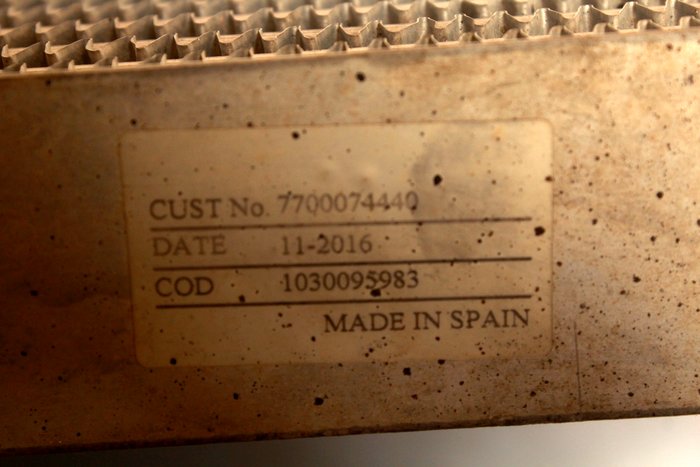 CUST No. 7700074440
DATE 11-2016
COD 1030095983
MADE IN SPAIN